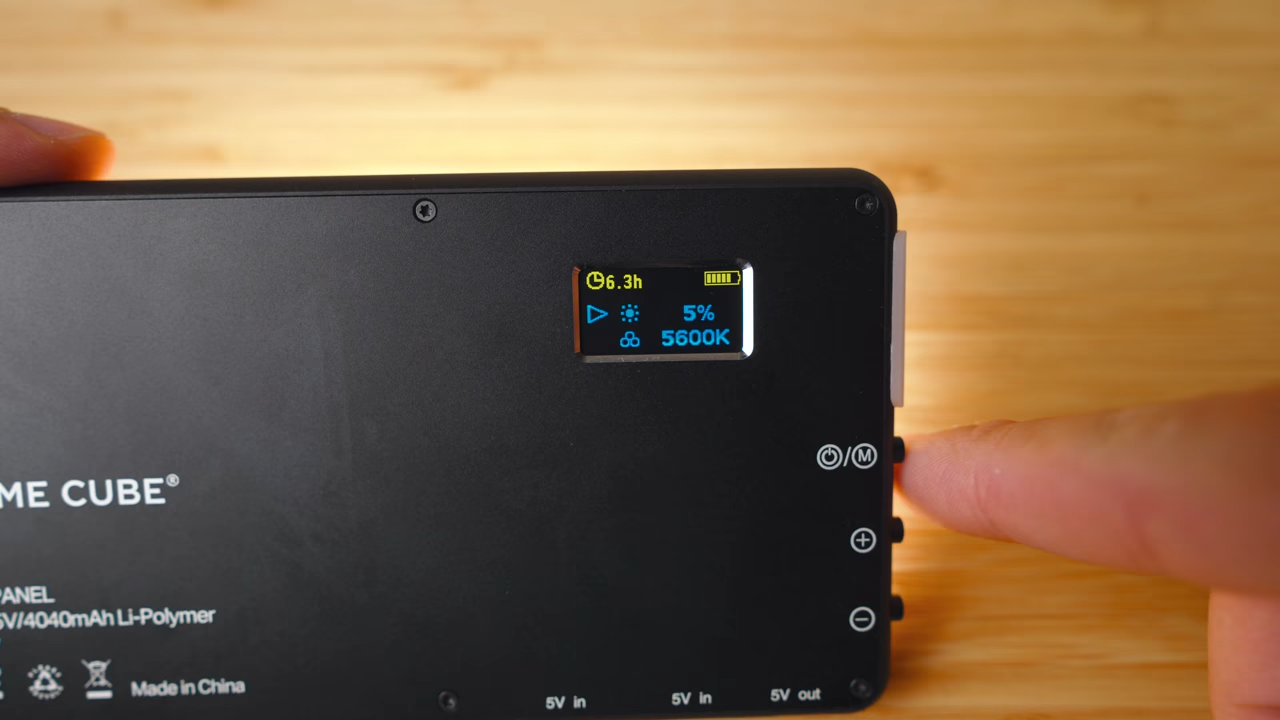 6.3h
5%
5600K
/M
ME CUBE®
PANEL
5V/4040mAh Li-Polymer
Made in China
5V in
5V in
5V out